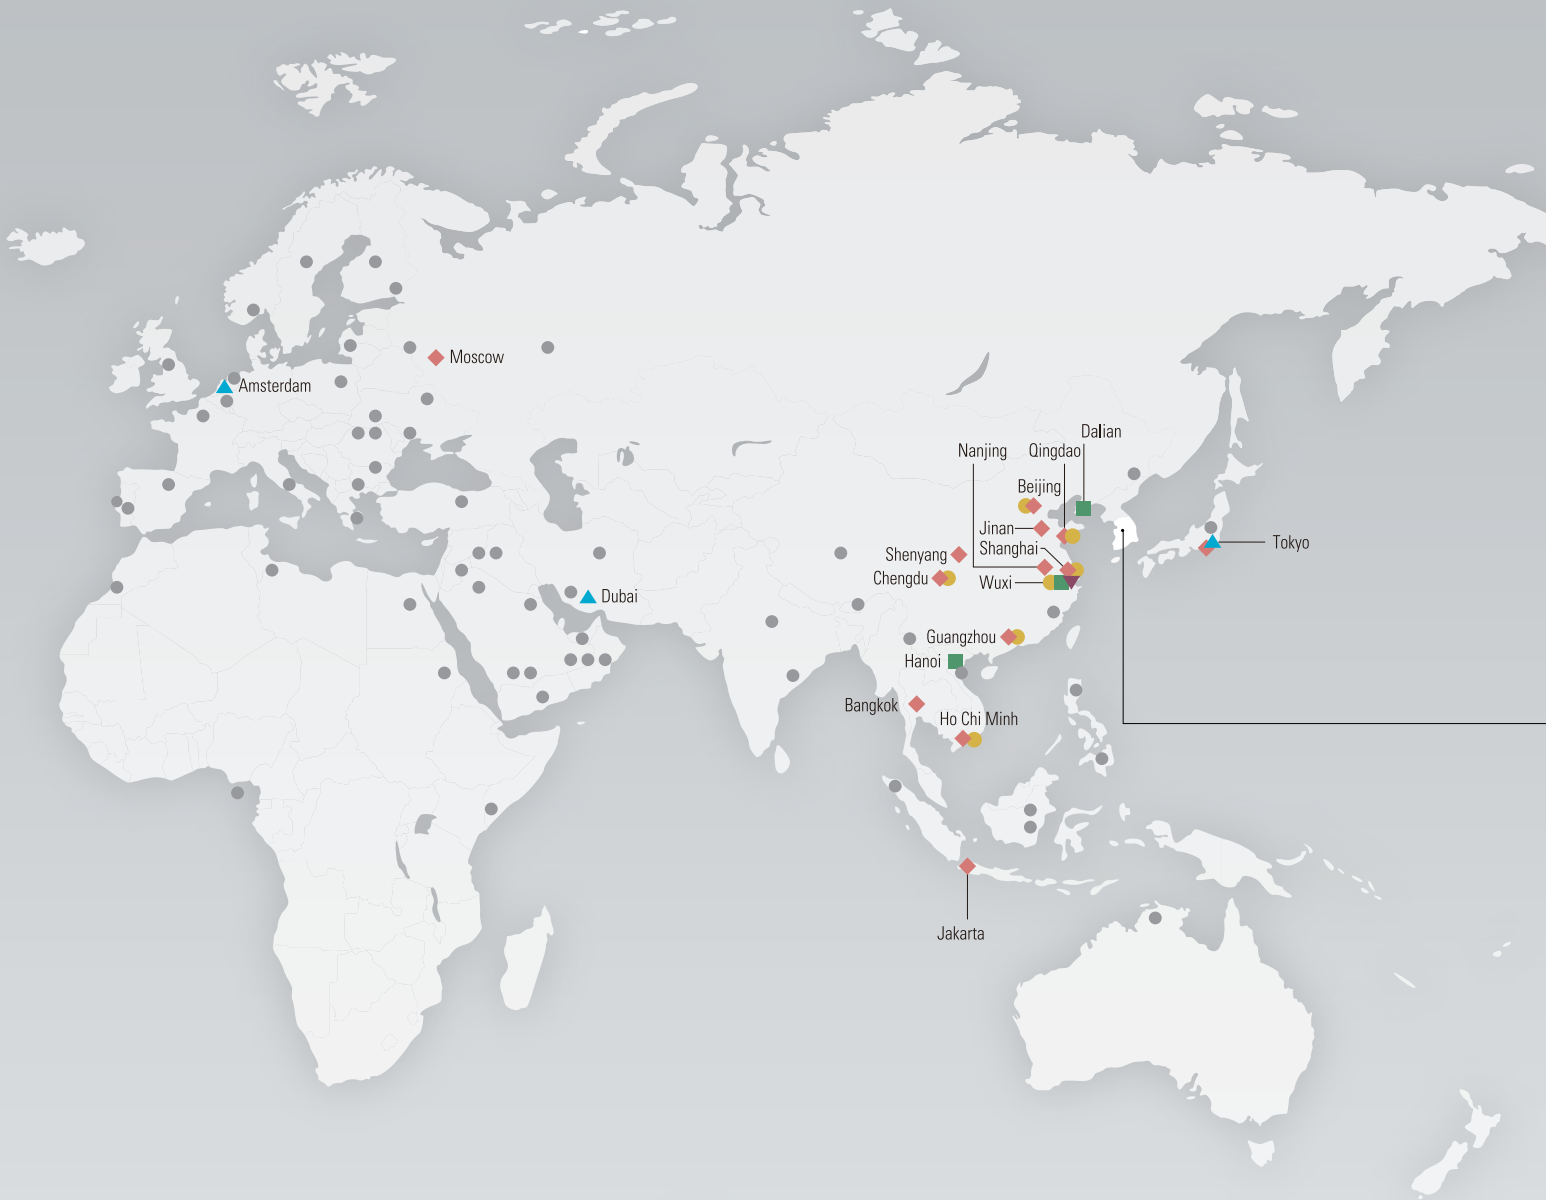 Moscow
Amsterdam
Dalian
Nanjing
Qingdao
Beijing
Jinan
Shanghai
Tokyo
Shenyang
Chengdu
Wuxi
Dubai
Guangzhou
Hanoi
Bangkok
Ho Chi Minh
Jakarta